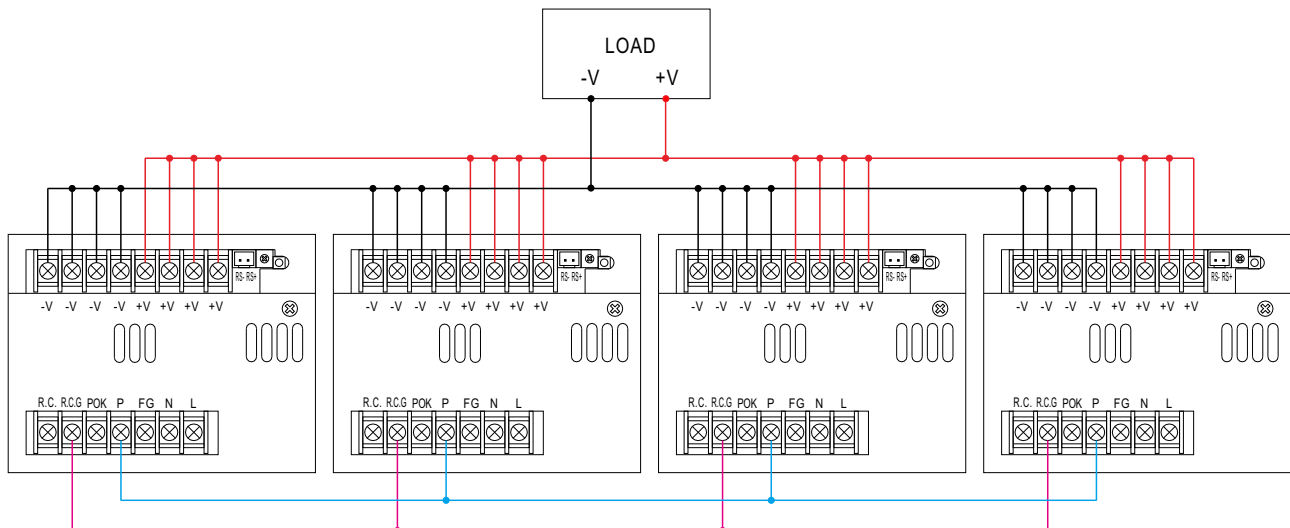 LOAD
-V +V
RS- RS+ RS- RS+ RS- RS+ RS- RS+
-V -V -V -V +V +V +V +V -V -V -V -V +V +V +V +V -V -V -V -V +V +V +V +V -V -V -V -V +V +V +V +V
R.C. R.C.G POK P FG N L R.C. R.C.G POK P FG N L R.C. R.C.G POK P FG N L R.C. R.C.G POK P FG N L